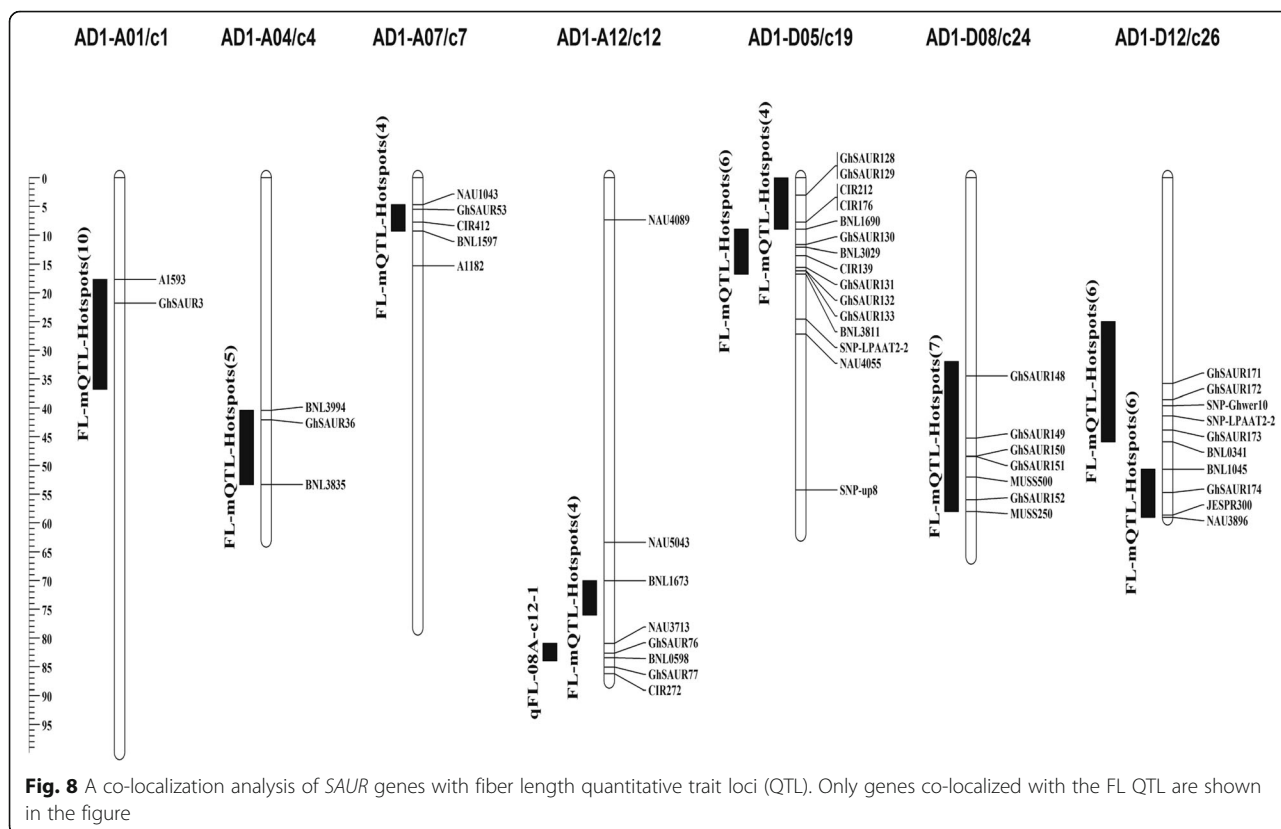 AD1-A01/c1
AD1-A04/c4
AD1-A07/c7
AD1-A12/c12
AD1-D05/c19
AD1-D08/c24
AD1-D12/c26
0
5
10
15
20
25
30
35
40
45
50
55
60
65
70
75
80
85
90
95
FL-mQTL-Hotspots(10)
A1593
GhSAUR3
FL-mQTL-Hotspots(5)
BNL3994
GhSAUR36
BNL3835
FL-mQTL-Hotspots(4)
NAU1043
GhSAUR53
CIR412
BNL1597
A1182
qFL-08A-c12-1
FL-mQTL-Hotspots(4)
NAU4089
NAU5043
BNL1673
NAU3713
GhSAUR76
BNL0598
GhSAUR77
CIR272
FL-mQTL-Hotspots(6)
FL-mQTL-Hotspots(4)
GhSAUR128
GhSAUR129
CIR212
CIR176
BNL1690
GhSAUR130
BNL3029
CIR139
GhSAUR131
GhSAUR132
GhSAUR133
BNL3811
SNP-LPAAT2-2
NAU4055
SNP-up8
FL-mQTL-Hotspots(7)
GhSAUR148
GhSAUR149
GhSAUR150
GhSAUR151
MUSS500
GhSAUR152
MUSS250
FL-mQTL-Hotspots(6)
FL-mQTL-Hotspots(6)
GhSAUR171
GhSAUR172
SNP-Ghwer10
SNP-LPAAT2-2
GhSAUR173
BNL0341
BNL1045
GhSAUR174
JESPR300
NAU3896
Fig. 8 A co-localization analysis of SAUR genes with fiber length quantitative trait loci (QTL). Only genes co-localized with the FL QTL are shown
in the figure